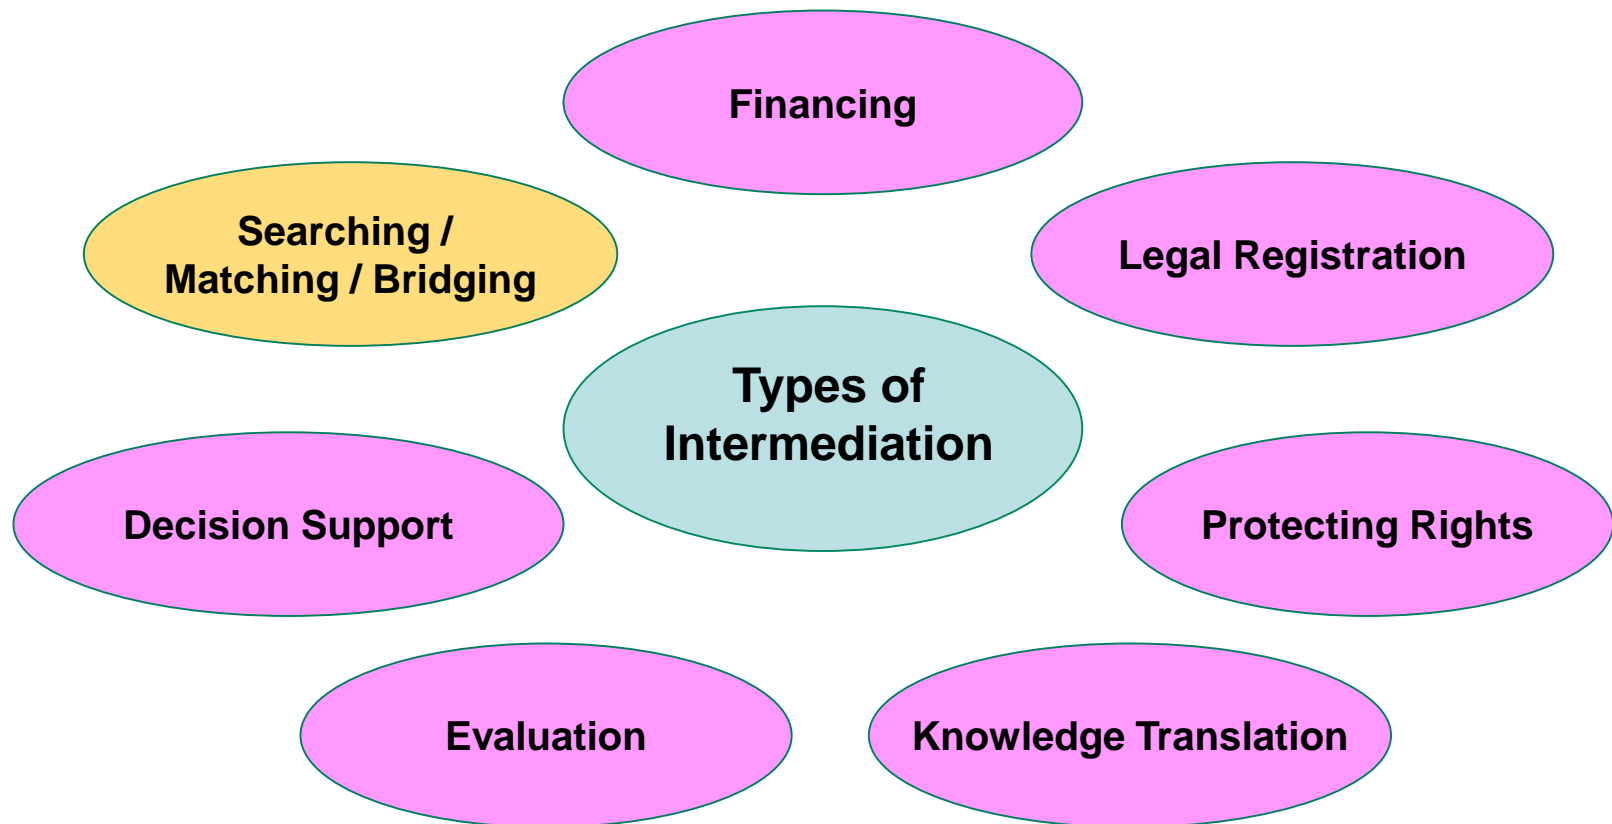 Financing
Searching /
Matching / Bridging
Legal Registration
Types of
Intermediation
Decision Support
Protecting Rights
Evaluation
Knowledge Translation